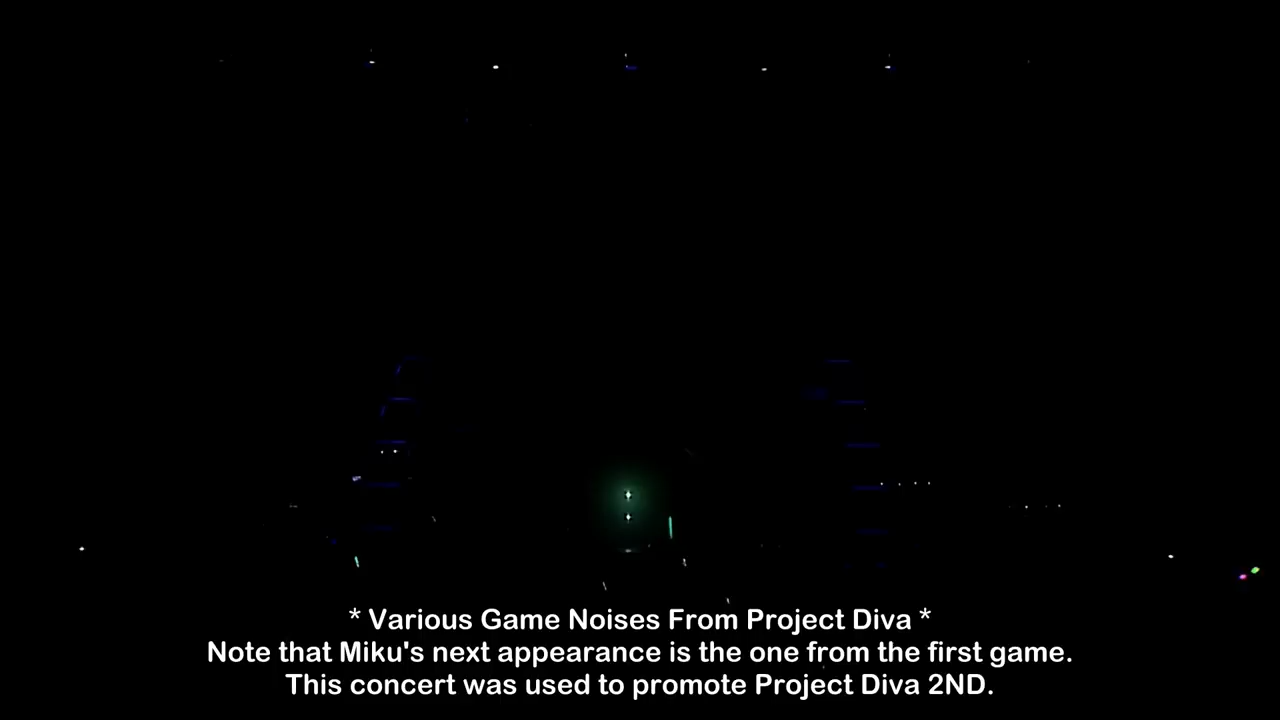 * Various Game Noises From Project Diva *
Note that Miku's next appearance is the one from the first game.
This concert was used to promote Project Diva 2ND.